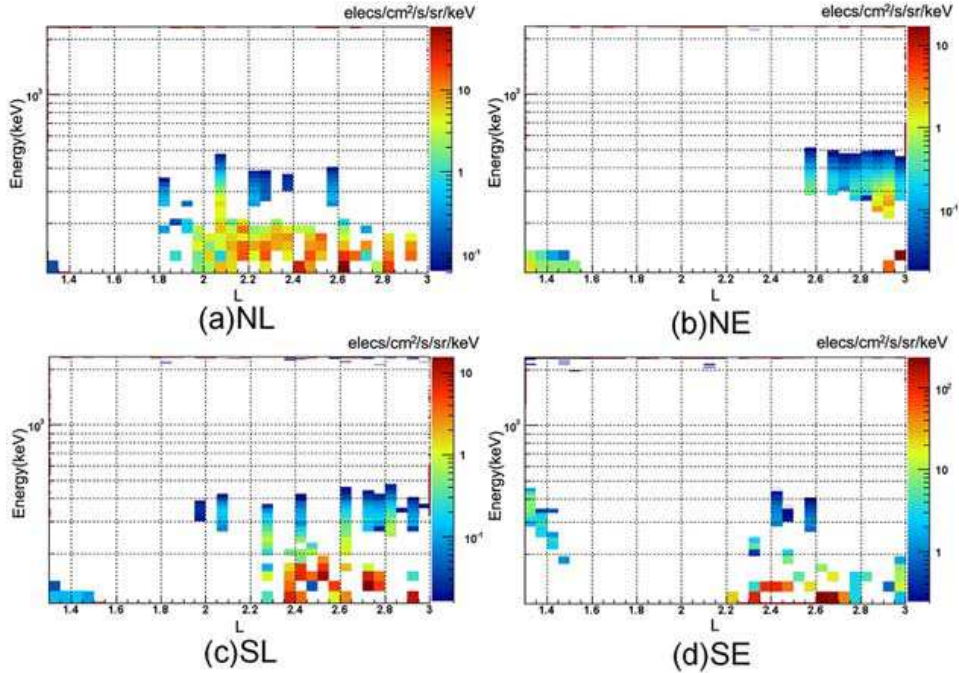 elecs/cm²/s/sr/keV
elecs/cm²/s/sr/keV
Energy(keV)
10³
10
1
10⁻¹
1.4 1.6 1.8 2 2.2 2.4 2.6 2.8 3
L
(a)NL
Energy(keV)
10³
10
1
10⁻¹
1.4 1.6 1.8 2 2.2 2.4 2.6 2.8 3
L
(b)NE
elecs/cm²/s/sr/keV
elecs/cm²/s/sr/keV
Energy(keV)
10³
10
1
10⁻¹
1.4 1.6 1.8 2 2.2 2.4 2.6 2.8 3
L
(c)SL
Energy(keV)
10³
10²
10
1
1.4 1.6 1.8 2 2.2 2.4 2.6 2.8 3
L
(d)SE